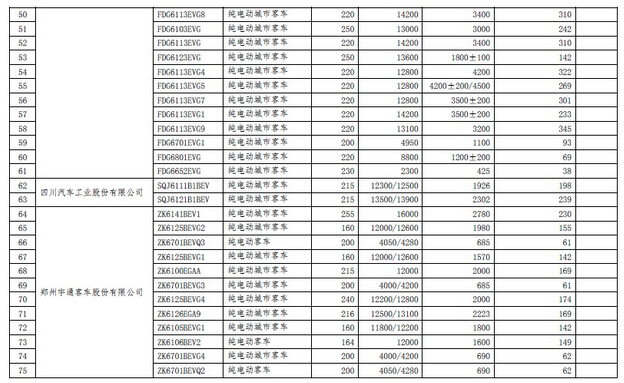 50 FDG6113EVG8 纯电动城市客车 220 14200 3400 310
51 FDG6103EVG 纯电动城市客车 250 13000 3000 242
52 FDG6113EVG 纯电动城市客车 220 14200 3400 310
53 FDG6123EVG 纯电动城市客车 250 13600 1800±100 142
54 FDG6113EVG4 纯电动城市客车 220 12800 4200 322
55 FDG6113EVG5 纯电动城市客车 220 12800 4200±200/4500 269
56 FDG6113EVG7 纯电动城市客车 220 12800 3500±200 301
57 FDG6113EVG1 纯电动城市客车 220 14200 3500±200 233
58 FDG6113EVG9 纯电动城市客车 220 13100 3200 345
59 FDG6701EVG1 纯电动城市客车 200 4950 1100 93
60 FDG6801EVG 纯电动城市客车 220 8800 1200±200 69
61 FDG6652EVG 纯电动城市客车 230 2300 425 38
62 四川汽车工业股份有限公司 SQJ6111B1BEV 纯电动城市客车 215 12300/12500 1926 198
63 SQJ6121B1BEV 纯电动城市客车 215 13500/13900 2302 239
64 郑州宇通客车股份有限公司 ZK6141BEV1 纯电动城市客车 255 16000 2780 230
65 ZK6125BEVG2 纯电动城市客车 160 12000/12600 1980 155
66 ZK6701BEVQ3 纯电动客车 200 4050/4280 685 61
67 ZK6125BEVG1 纯电动城市客车 160 12000/12600 1570 142
68 ZK6100EGAA 纯电动城市客车 215 12000 2000 169
69 ZK6701BEVG3 纯电动城市客车 200 4000/4200 685 61
70 ZK6125BEVG4 纯电动城市客车 240 12200/12800 2000 174
71 ZK6126EGA9 纯电动城市客车 216 12500/13100 2223 169
72 ZK6105BEVG1 纯电动城市客车 160 11800/12200 1800 142
73 ZK6106BEV2 纯电动客车 164 12000 1600 149
74 ZK6701BEVG4 纯电动城市客车 200 4000/4200 690 62
75 ZK6701BEVQ2 纯电动客车 200 4050/4280 690 62